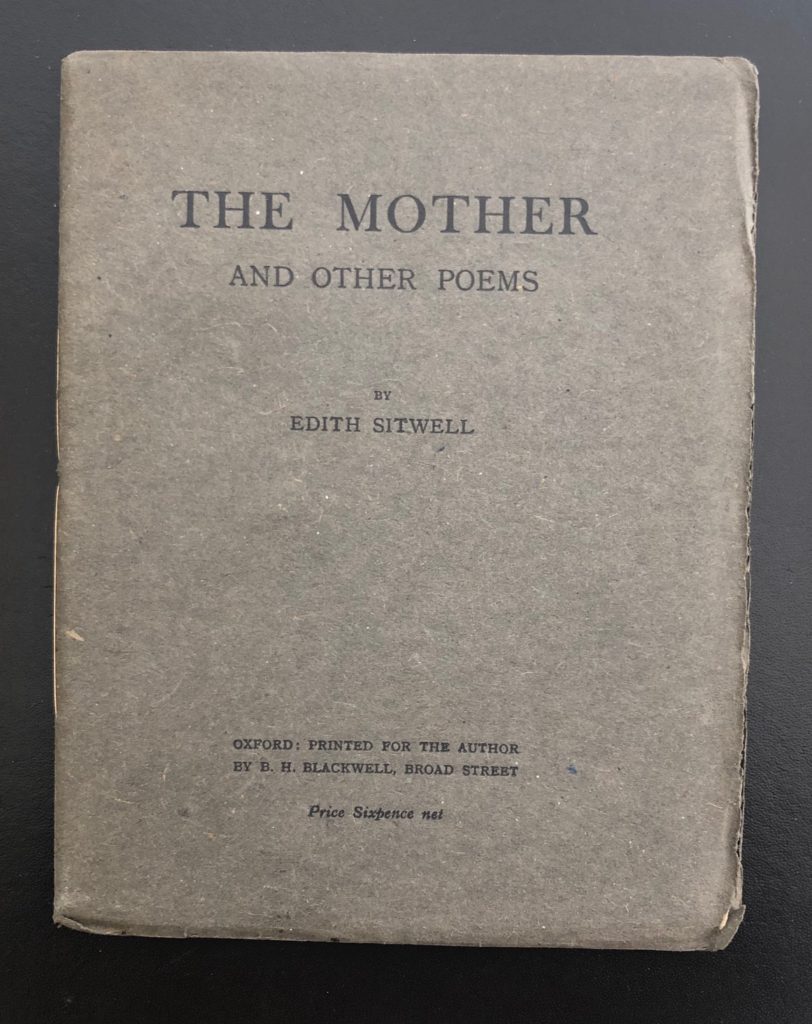 THE MOTHER
AND OTHER POEMS
BY
EDITH SITWELL
OXFORD: PRINTED FOR THE AUTHOR
BY B. H. BLACKWELL, BROAD STREET
Price Sixpence net